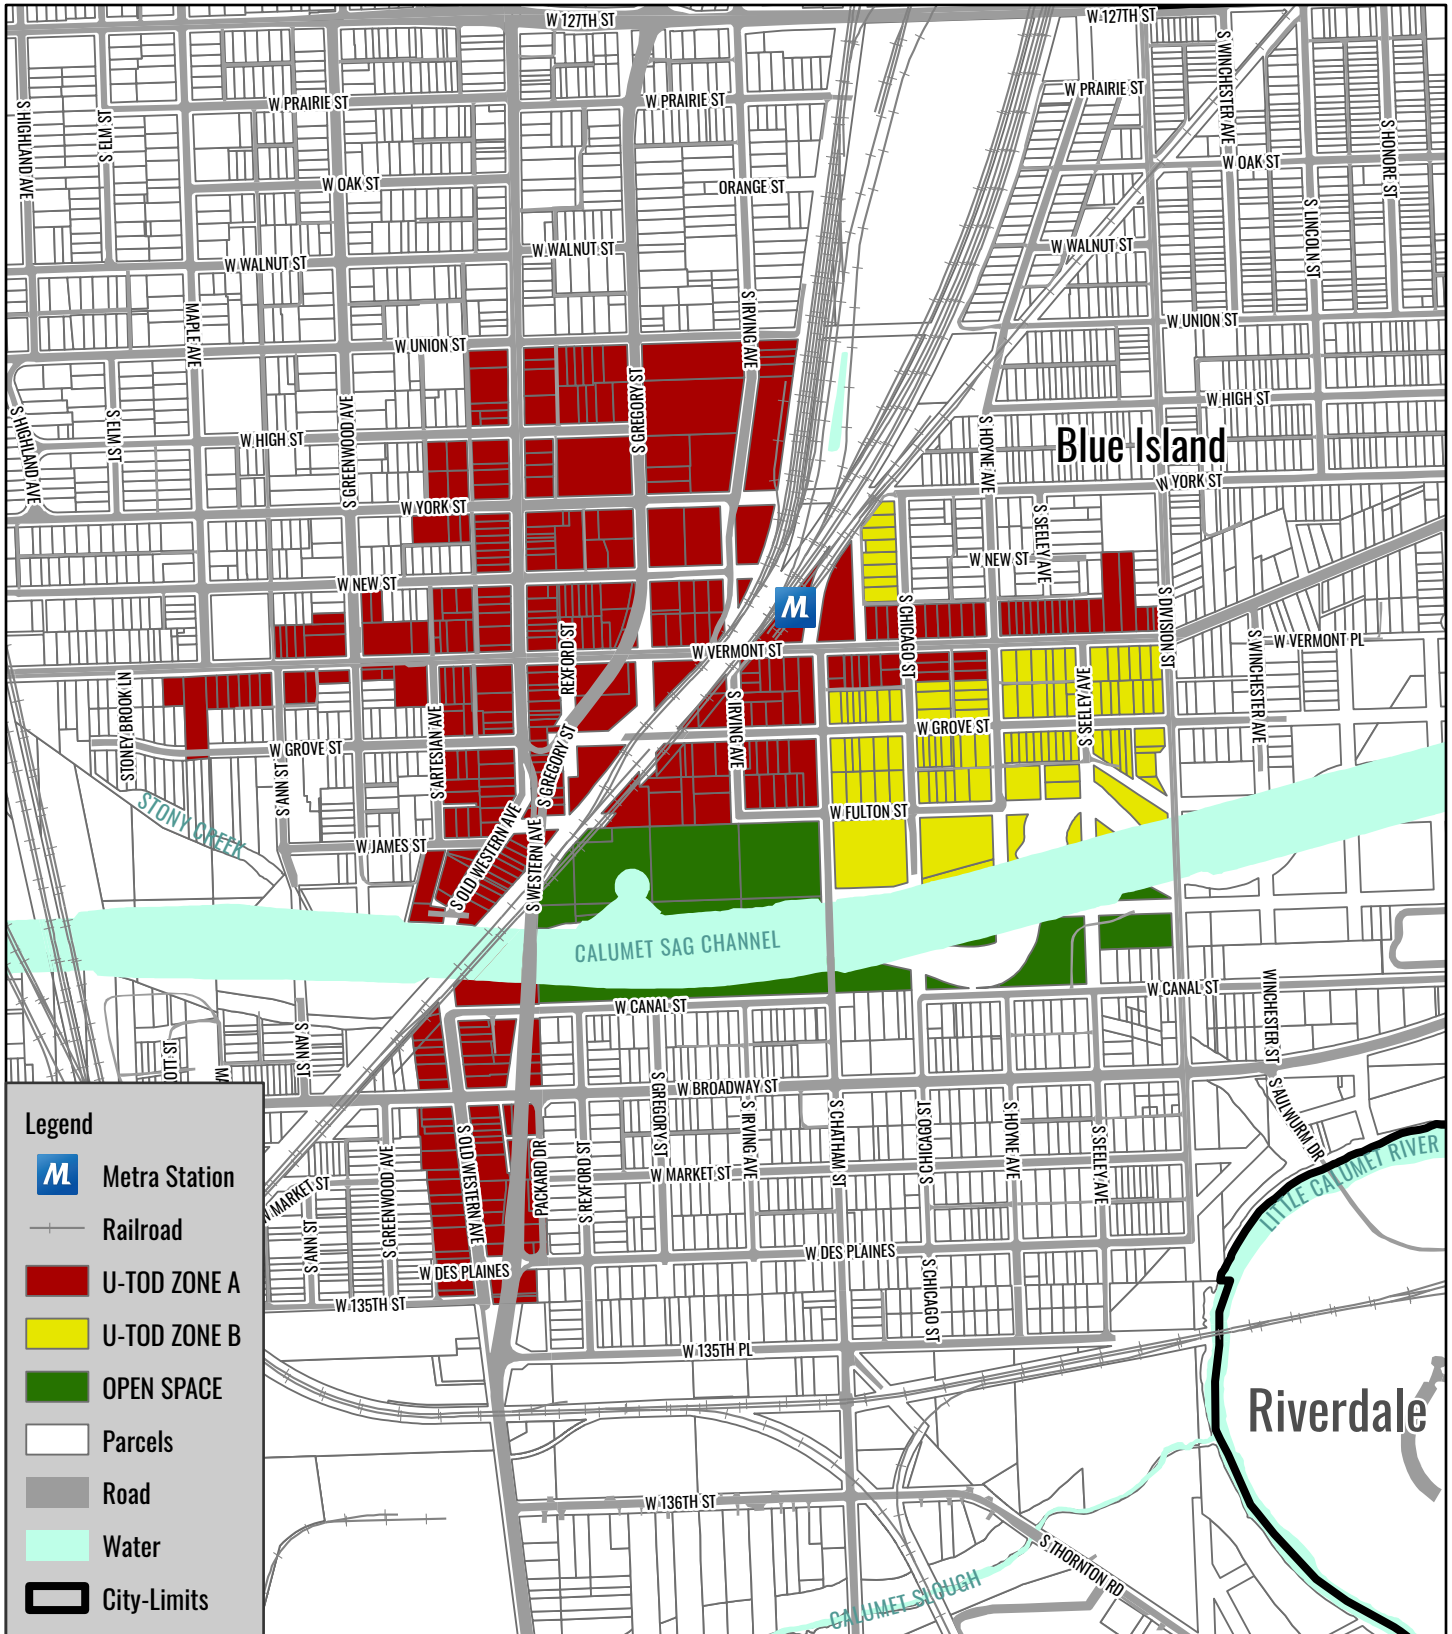 W 127TH ST
W 127TH ST
S WINCHESTER AVE
W PRAIRIE ST
W PRAIRIE ST
W PRAIRIE ST
S HIGHLAND AVE
S ELM ST
S HONORE ST
W OAK ST
W OAK ST
ORANGE ST
S LINCOLN ST
W WALNUT ST
W WALNUT ST
W WALNUT ST
MAPLE AVE
S IRVING AVE
W UNION ST
W UNION ST
S GREGORY ST
S GREENWOOD AVE
W HIGH ST
S HIGHLAND AVE
S ELM ST
W HIGH ST
S HOYNE AVE
Blue Island
W YORK ST
W YORK ST
S SEELEY AVE
W NEW ST
W NEW ST
S CHICAGO ST
S DIVISION ST
M
REXFORD ST
W VERMONT ST
S WINCHESTER AVE
W VERMONT PL
STONEY BROOK LN
S ARTESIAN AVE
S IRVING AVE
S SEELEY AVE
W GROVE ST
W GROVE ST
S ANN ST
S GREGORY ST
STONY CREEK
W JAMES ST
S OLD WESTERN AVE
S WESTERN AVE
W FULTON ST
CALUMET SAG CHANNEL
W CANAL ST
W CANAL ST
WINCHESTER ST
S ANN ST
OTT ST
MA
W BROADWAY ST
S GREGORY ST
S IRVING AVE
S CHATHAM ST
S CHICAGO ST
S HOYNE AVE
S SEELEY AVE
S AULWURM DR
LITTLE CALUMET RIVER
W MARKET ST
W MARKET ST
S ANN ST
S GREENWOOD AVE
S OLD WESTERN AVE
PACKARD DR
S REXFORD ST
W DES PLAINES
W DES PLAINES
S CHICAGO ST
W 135TH ST
W 135TH PL
Riverdale
W 136TH ST
S THORNTON RD
CALUMET SLOUGH
Legend
M Metra Station
Railroad
U-TOD ZONE A
U-TOD ZONE B
OPEN SPACE
Parcels
Road
Water
City-Limits